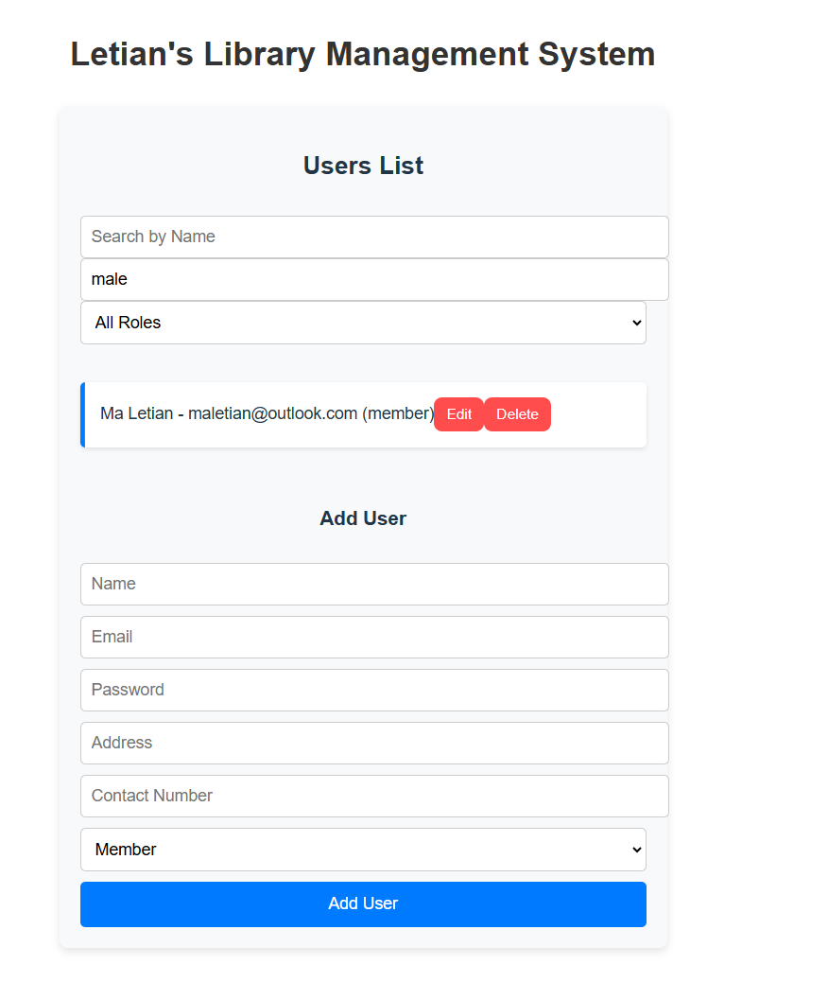 Letian's Library Management System
Users List
Search by Name
male
All Roles
Ma Letian - maletian@outlook.com (member) Edit Delete
Add User
Name
Email
Password
Address
Contact Number
Member
Add User